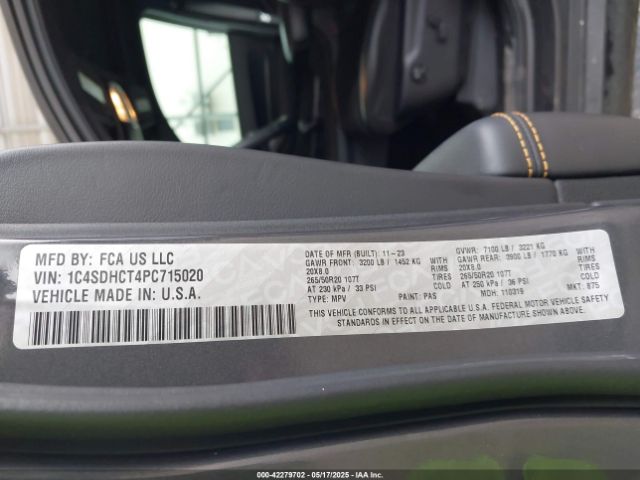 MFD BY: FCA US LLC
VIN: 1C4SDHCT4PC715020
VEHICLE MADE IN: U.S.A.
DATE OF MFR (BUILT): 11-23 GVWR: 7100 LB / 3221 KG
GAWR FRONT: 3200 LB / 1452 KG GAWR REAR: 3900 LB / 1770 KG
20X8.0 TIRES 20X8.0 TIRES
265/50R20 107T COLD 265/50R20 107T COLD
AT 230 kPa / 33 PSI AT 250 kPa / 36 PSI
TYPE: MPV PAINT: PAS MDH: 110319 MKT: 875
THIS VEHICLE CONFORMS TO ALL APPLICABLE U.S.A. FEDERAL MOTOR VEHICLE SAFETY
STANDARDS IN EFFECT ON THE DATE OF MANUFACTURE SHOWN ABOVE.
000-42279702 - 05/17/2025 - IAAI.COM